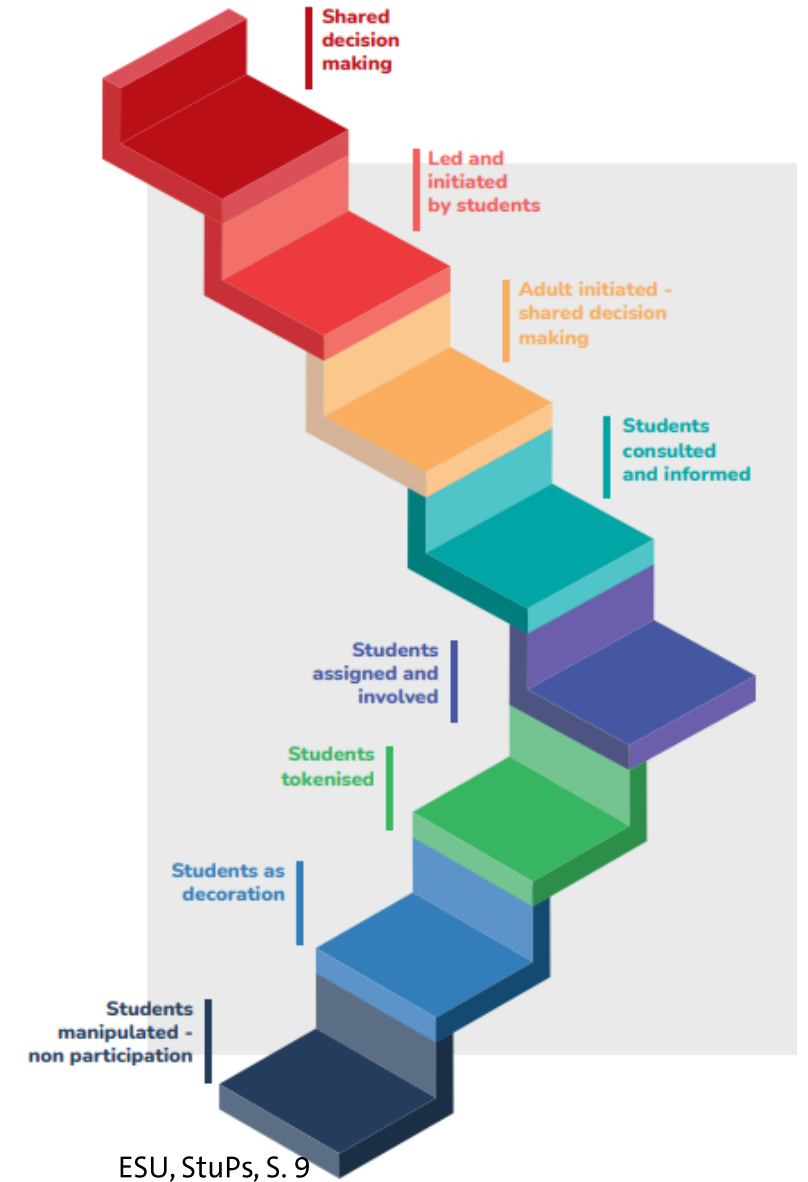 Shared
decision
making
Led and
initiated
by students
Adult initiated -
shared decision
making
Students
consulted
and informed
Students
assigned and
involved
Students
tokenised
Students as
decoration
Students
manipulated -
non participation
ESU, StuPs, S. 9